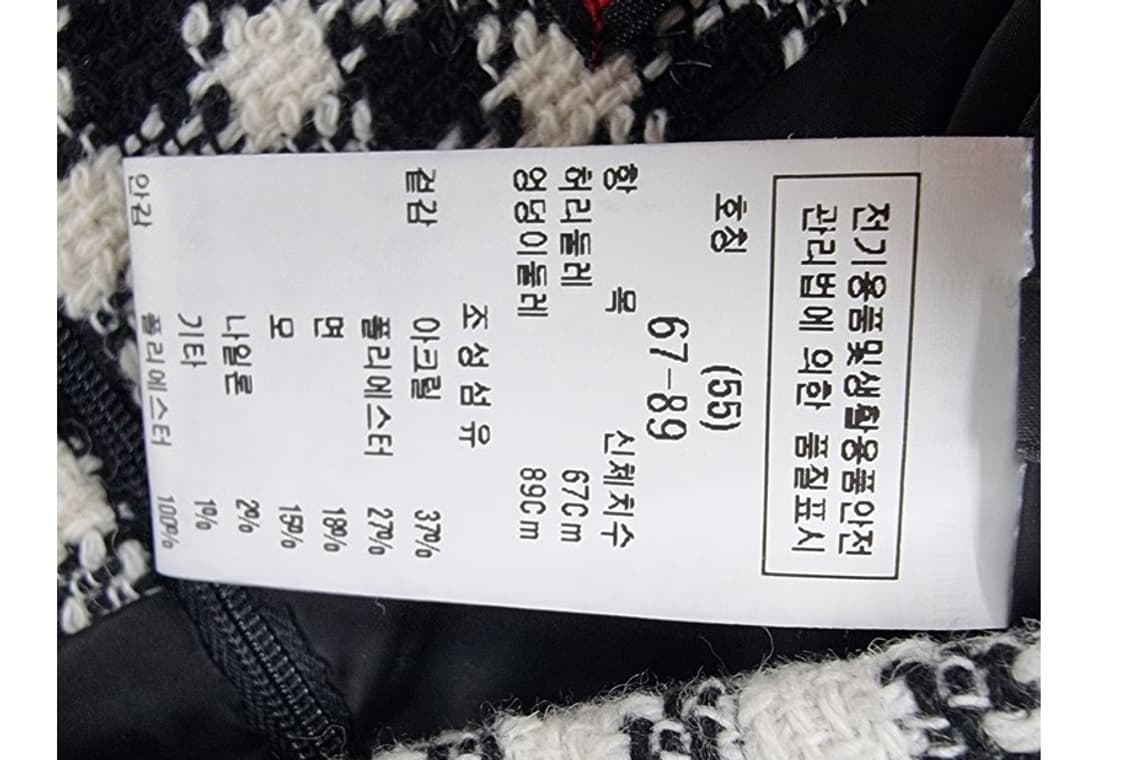 전기용품및생활용품안전
관리법에 의한 품질표시
호칭 (55)
67-89
항 목 신체치수
허리둘레 67Cm
엉덩이둘레 89Cm
조성섬유
겉감 아크릴 37%
폴리에스터 27%
면 18%
모 15%
나일론 2%
기타 1%
안감 폴리에스터 100%